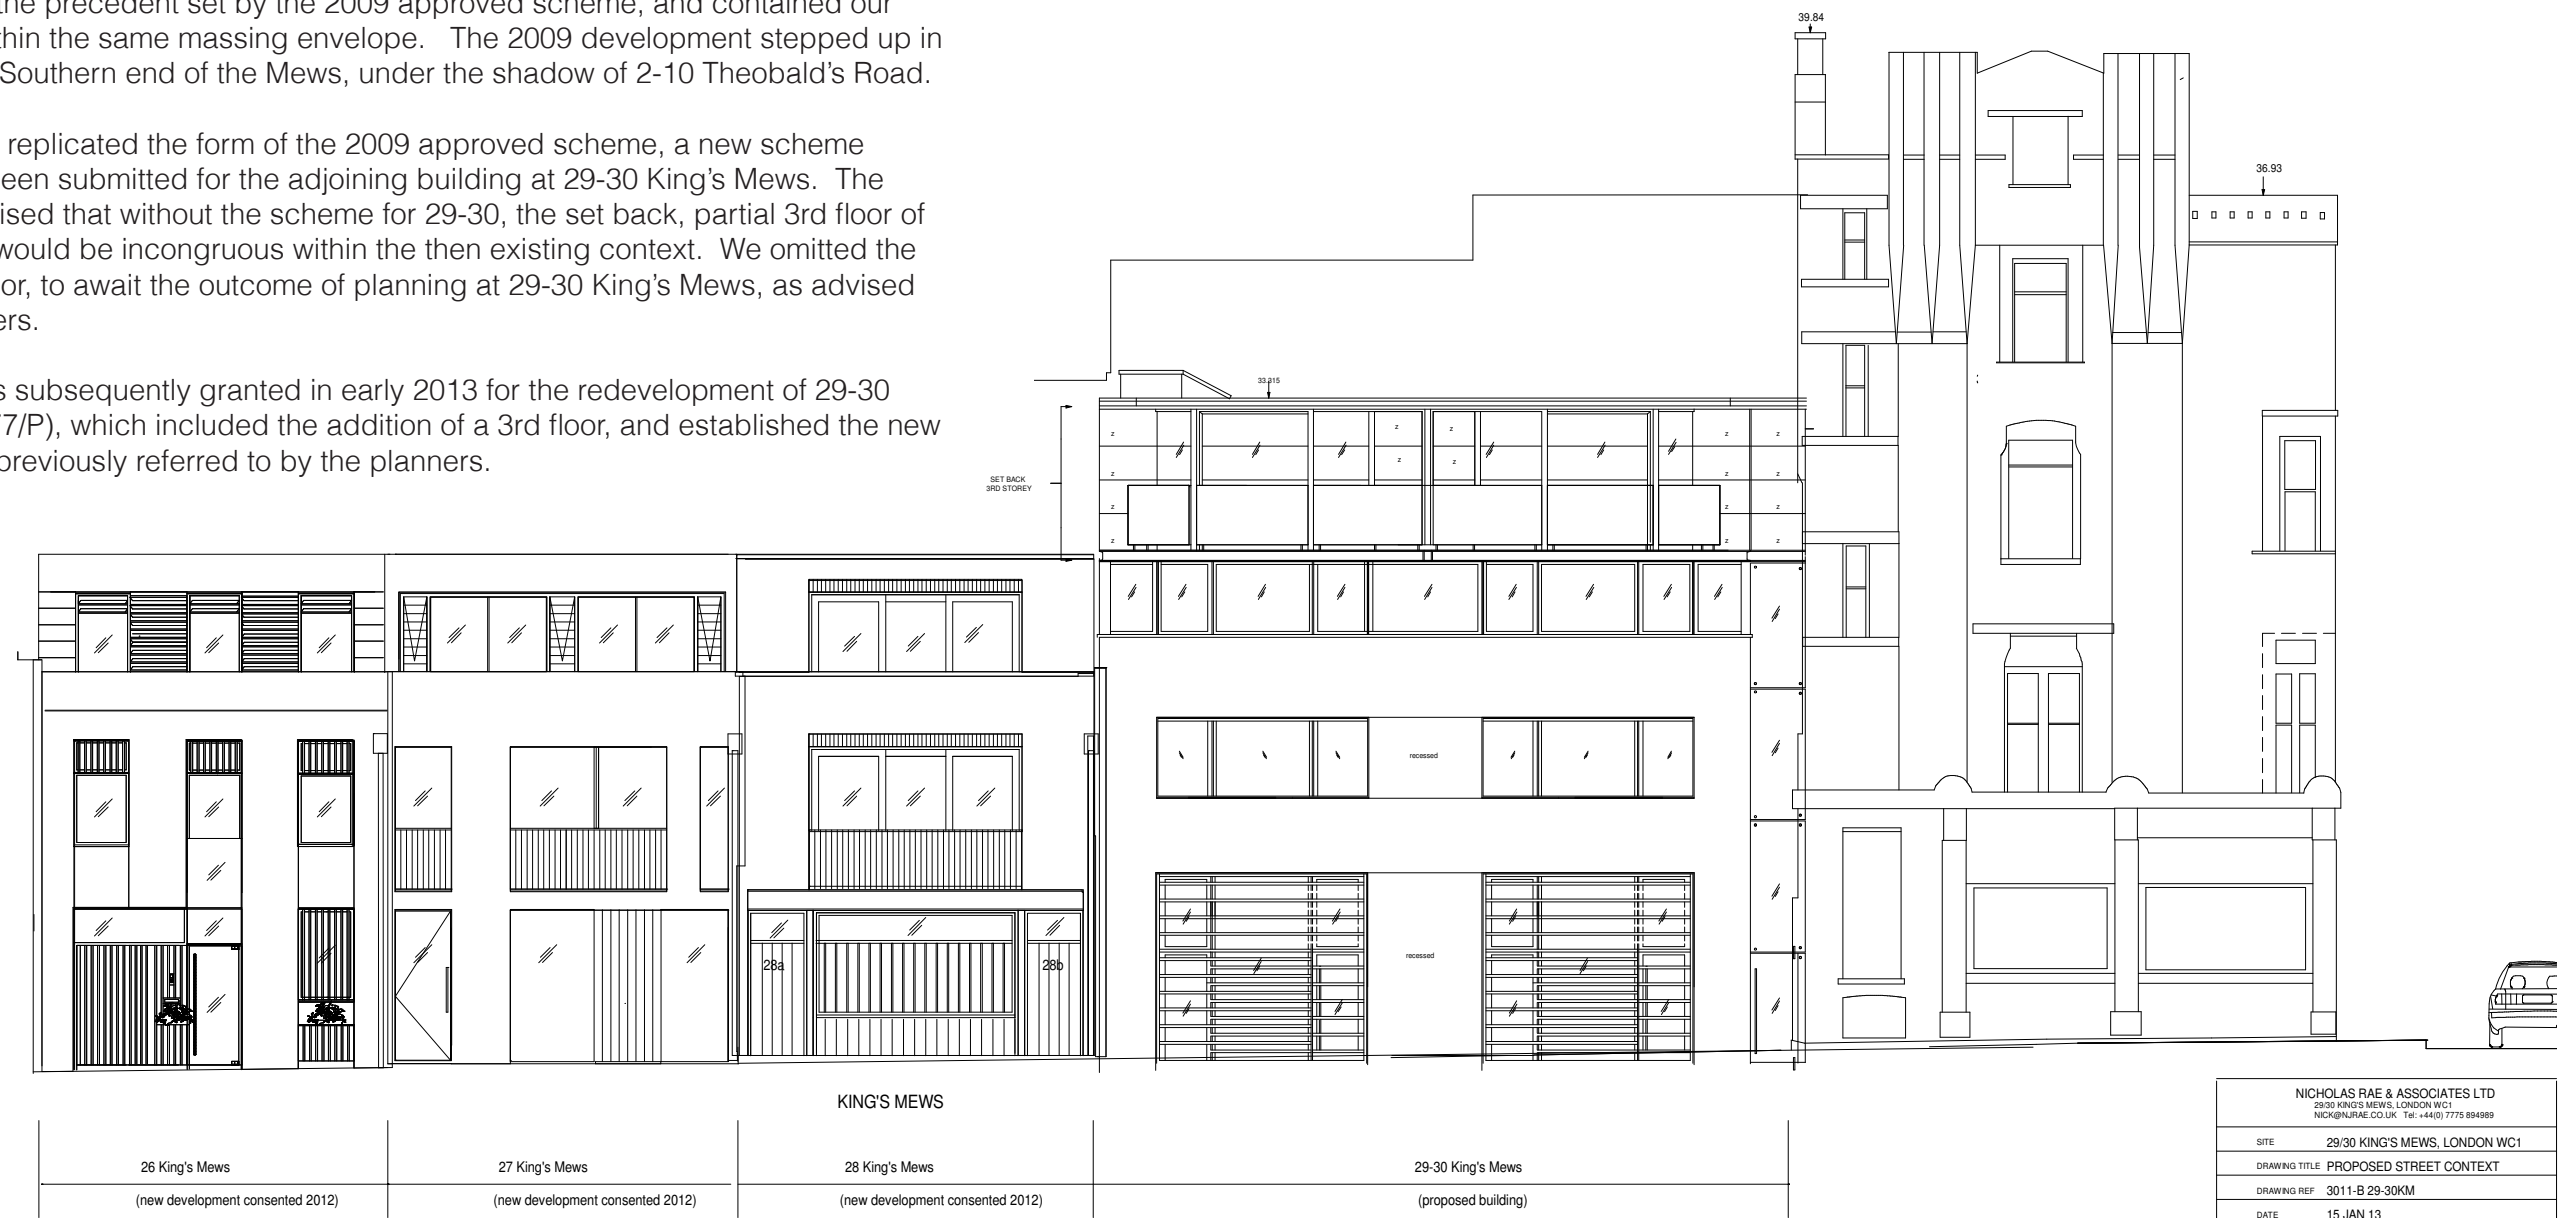 the precedent set by the 2009 approved scheme, and contained our
thin the same massing envelope. The 2009 development stepped up in
Southern end of the Mews, under the shadow of 2-10 Theobald's Road.
replicated the form of the 2009 approved scheme, a new scheme
een submitted for the adjoining building at 29-30 King's Mews. The
ised that without the scheme for 29-30, the set back, partial 3rd floor of
would be incongruous within the then existing context. We omitted the
or, to await the outcome of planning at 29-30 King's Mews, as advised
ers.
s subsequently granted in early 2013 for the redevelopment of 29-30
7/P), which included the addition of a 3rd floor, and established the new
previously referred to by the planners.
39.84
36.93
33.315
SET BACK
3RD STOREY
z z z z
z z z z
z z z
z z z
recessed
recessed
28a
28b
KING'S MEWS
26 King's Mews
(new development consented 2012)
27 King's Mews
(new development consented 2012)
28 King's Mews
(new development consented 2012)
29-30 King's Mews
(proposed building)
NICHOLAS RAE & ASSOCIATES LTD
29/30 KING'S MEWS, LONDON WC1
NICK@NJRAE.CO.UK Tel: +44(0) 7775 894989
SITE 29/30 KING'S MEWS, LONDON WC1
DRAWING TITLE PROPOSED STREET CONTEXT
DRAWING REF 3011-B 29-30KM
DATE 15 JAN 13